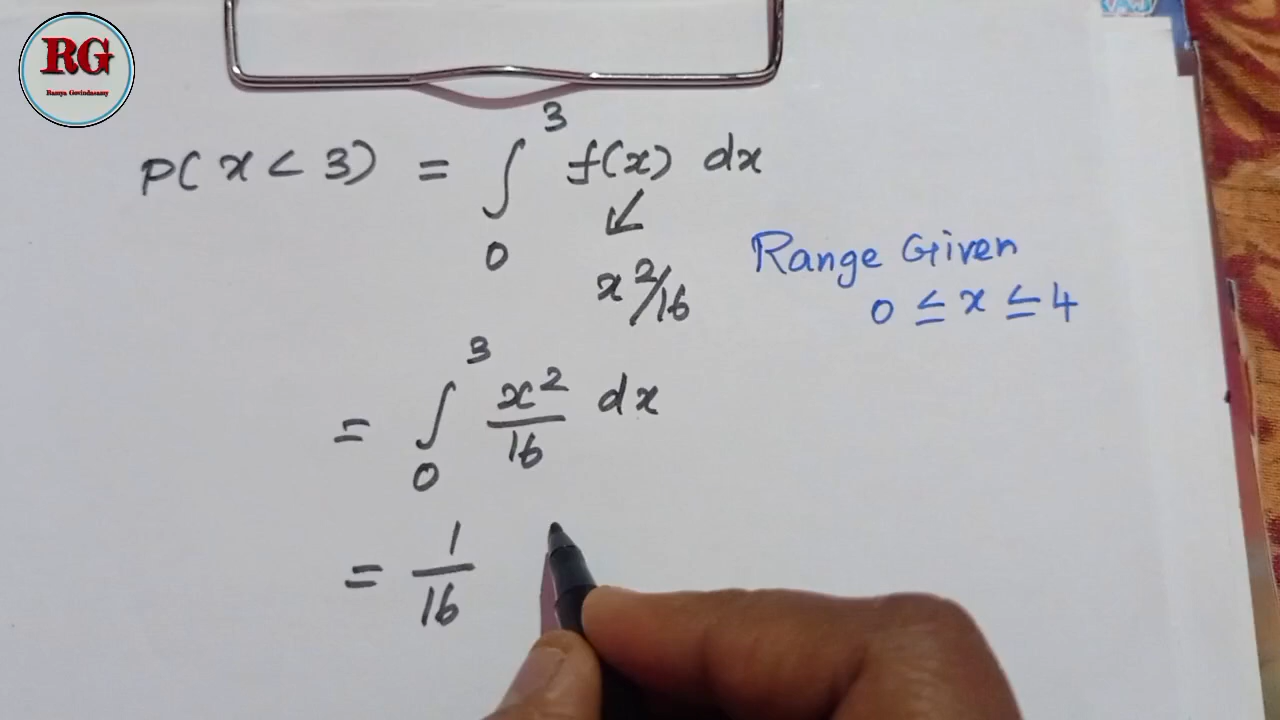 RG
Ramya Govindasamy
P( x < 3) = ∫₀³ f(x) dx
↙
x²/16
Range Given
0 ≤ x ≤ 4
= ∫₀³ x²/16 dx
= 1/16